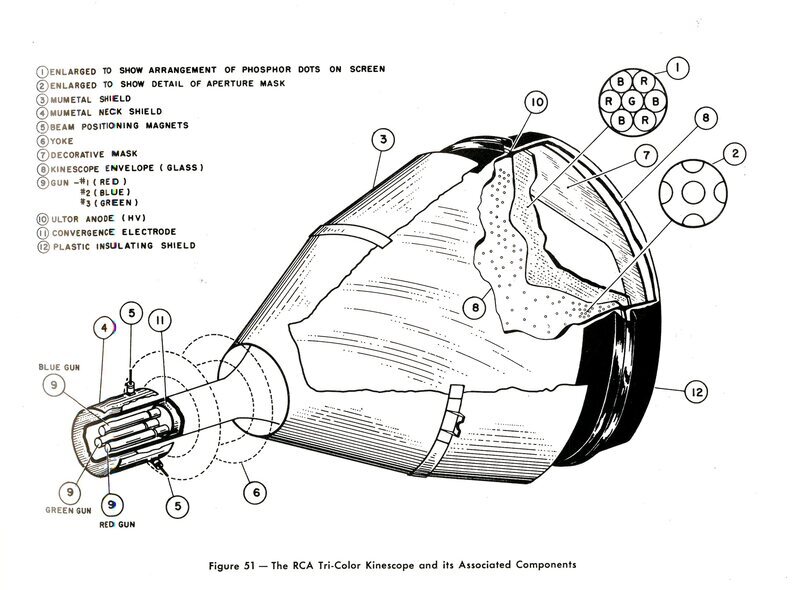 ① ENLARGED TO SHOW ARRANGEMENT OF PHOSPHOR DOTS ON SCREEN
② ENLARGED TO SHOW DETAIL OF APERTURE MASK
③ MUMETAL SHIELD
④ MUMETAL NECK SHIELD
⑤ BEAM POSITIONING MAGNETS
⑥ YOKE
⑦ DECORATIVE MASK
⑧ KINESCOPE ENVELOPE (GLASS)
⑨ GUN -#1 (RED)
#2 (BLUE)
#3 (GREEN)
⑩ ULTOR ANODE (HV)
⑪ CONVERGENCE ELECTRODE
⑫ PLASTIC INSULATING SHIELD
1
B R
R G B
B R
10
8
3
7
2
8
5
11
4
BLUE GUN
9
12
9
9
5
6
GREEN GUN
RED GUN
Figure 51 — The RCA Tri-Color Kinescope and its Associated Components